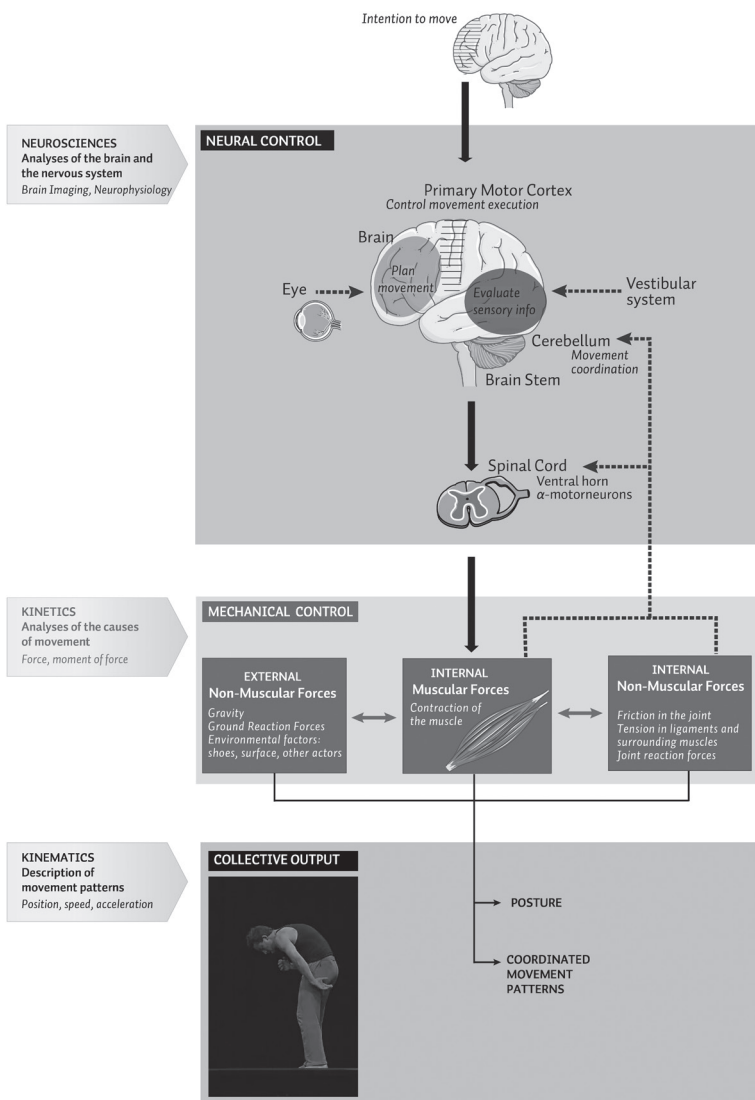 Intention to move
NEUROSCIENCES
Analyses of the brain and
the nervous system
Brain Imaging, Neurophysiology
NEURAL CONTROL
Primary Motor Cortex
Control movement execution
Brain
Plan
movement
Eye
Evaluate
sensory info
Vestibular
system
Cerebellum
Movement
coordination
Brain Stem
Spinal Cord
Ventral horn
α-motorneurons
KINETICS
Analyses of the causes
of movement
Force, moment of force
MECHANICAL CONTROL
EXTERNAL
Non-Muscular Forces
Gravity
Ground Reaction Forces
Environmental factors:
shoes, surface, other actors
INTERNAL
Muscular Forces
Contraction of
the muscle
INTERNAL
Non-Muscular Forces
Friction in the joint
Tension in ligaments and
surrounding muscles
Joint reaction forces
KINEMATICS
Description of
movement patterns
Position, speed, acceleration
COLLECTIVE OUTPUT
POSTURE
COORDINATED
MOVEMENT
PATTERNS